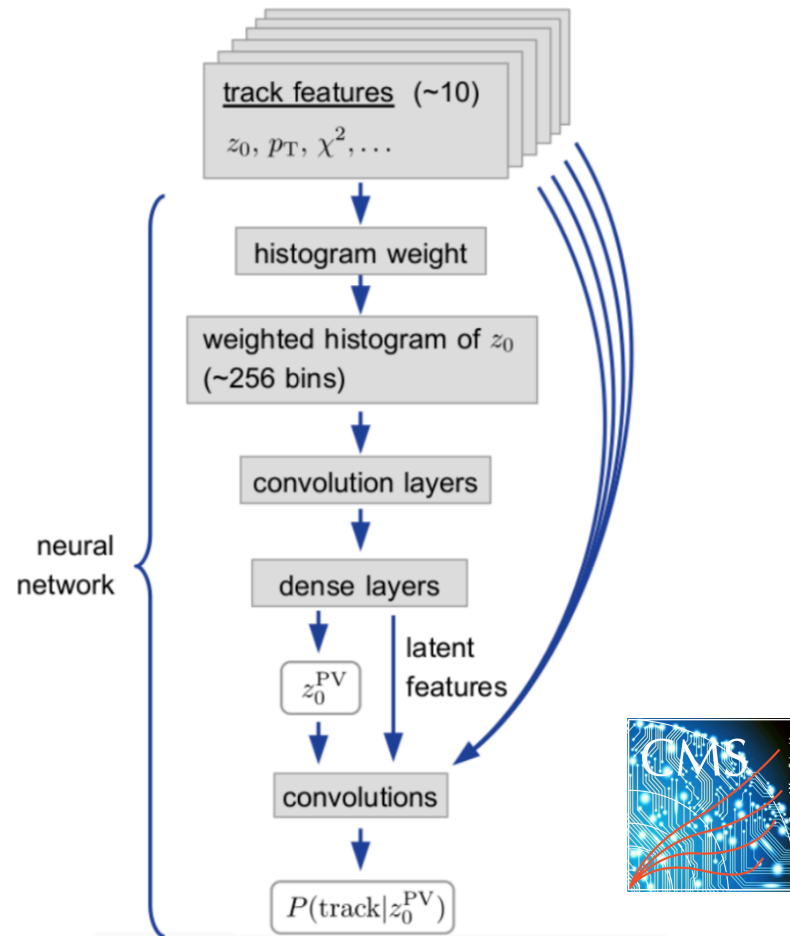 track features (~10)
z₀, p_T, χ², . . .
histogram weight
weighted histogram of z₀
(~256 bins)
convolution layers
neural
network
dense layers
latent
features
z₀^PV
convolutions
P(track|z₀^PV)
CMS